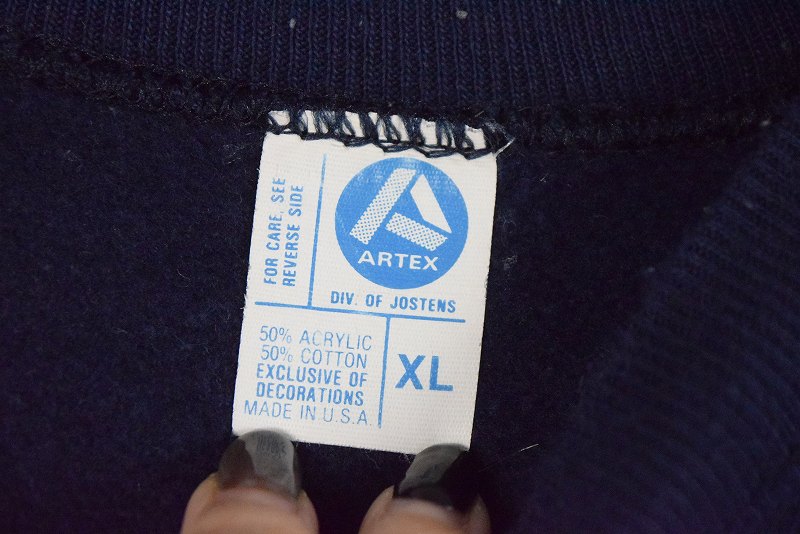 FOR CARE, SEE
REVERSE SIDE
ARTEX
DIV. OF JOSTENS
50% ACRYLIC
50% COTTON
EXCLUSIVE OF
DECORATIONS
MADE IN U.S.A.
XL